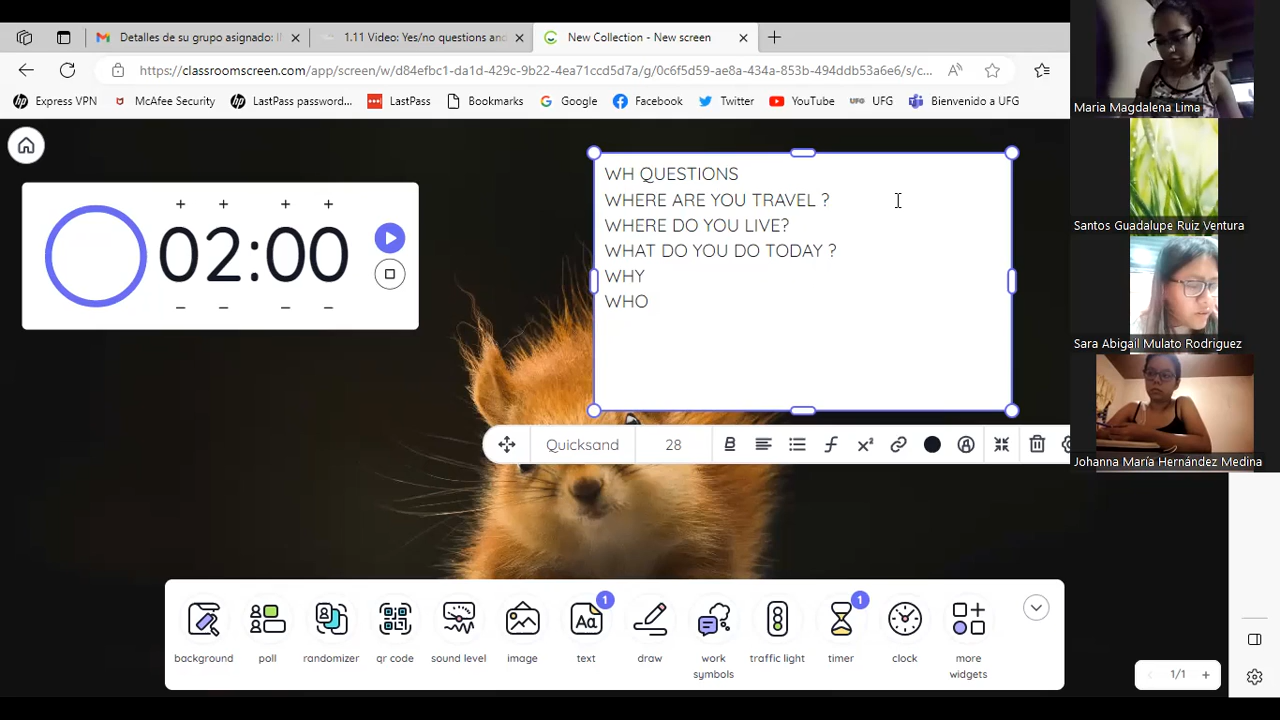 Detalles de su grupo asignado: I
1.11 Video: Yes/no questions and
New Collection - New screen
https://classroomscreen.com/app/screen/w/d84efbc1-da1d-429c-9b22-4ea71ccd5d7a/g/0c6f5d59-ae8a-434a-853b-494ddb53a6e6/s/c...
Express VPN
McAfee Security
LastPass password...
LastPass
Bookmarks
Google
Facebook
Twitter
YouTube
UFG
UFG
Bienvenido a UFG
02:00
WH QUESTIONS
WHERE ARE YOU TRAVEL ?
WHERE DO YOU LIVE?
WHAT DO YOU DO TODAY ?
WHY
WHO
Quicksand
28
Maria Magdalena Lima
Santos Guadalupe Ruiz Ventura
Sara Abigail Mulato Rodriguez
Johanna María Hernández Medina
background
poll
randomizer
qr code
sound level
image
1
text
draw
work
symbols
traffic light
1
timer
clock
more
widgets
1/1